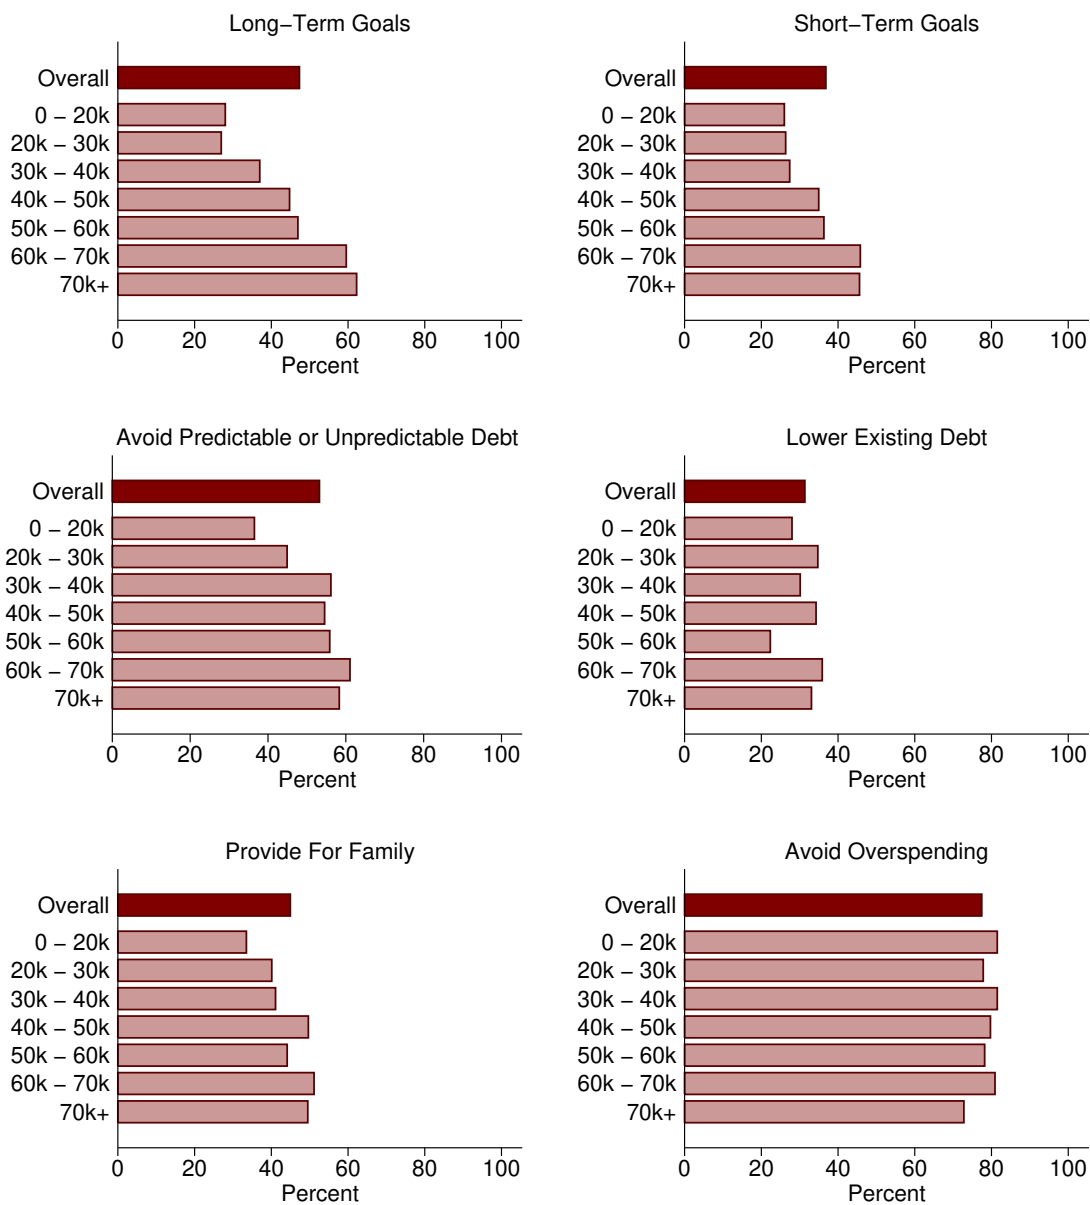 Long−Term Goals
Overall
0 − 20k
20k − 30k
30k − 40k
40k − 50k
50k − 60k
60k − 70k
70k+
0 20 40 60 80 100
Percent
Short−Term Goals
Overall
0 − 20k
20k − 30k
30k − 40k
40k − 50k
50k − 60k
60k − 70k
70k+
0 20 40 60 80 100
Percent
Avoid Predictable or Unpredictable Debt
Overall
0 − 20k
20k − 30k
30k − 40k
40k − 50k
50k − 60k
60k − 70k
70k+
0 20 40 60 80 100
Percent
Lower Existing Debt
Overall
0 − 20k
20k − 30k
30k − 40k
40k − 50k
50k − 60k
60k − 70k
70k+
0 20 40 60 80 100
Percent
Provide For Family
Overall
0 − 20k
20k − 30k
30k − 40k
40k − 50k
50k − 60k
60k − 70k
70k+
0 20 40 60 80 100
Percent
Avoid Overspending
Overall
0 − 20k
20k − 30k
30k − 40k
40k − 50k
50k − 60k
60k − 70k
70k+
0 20 40 60 80 100
Percent